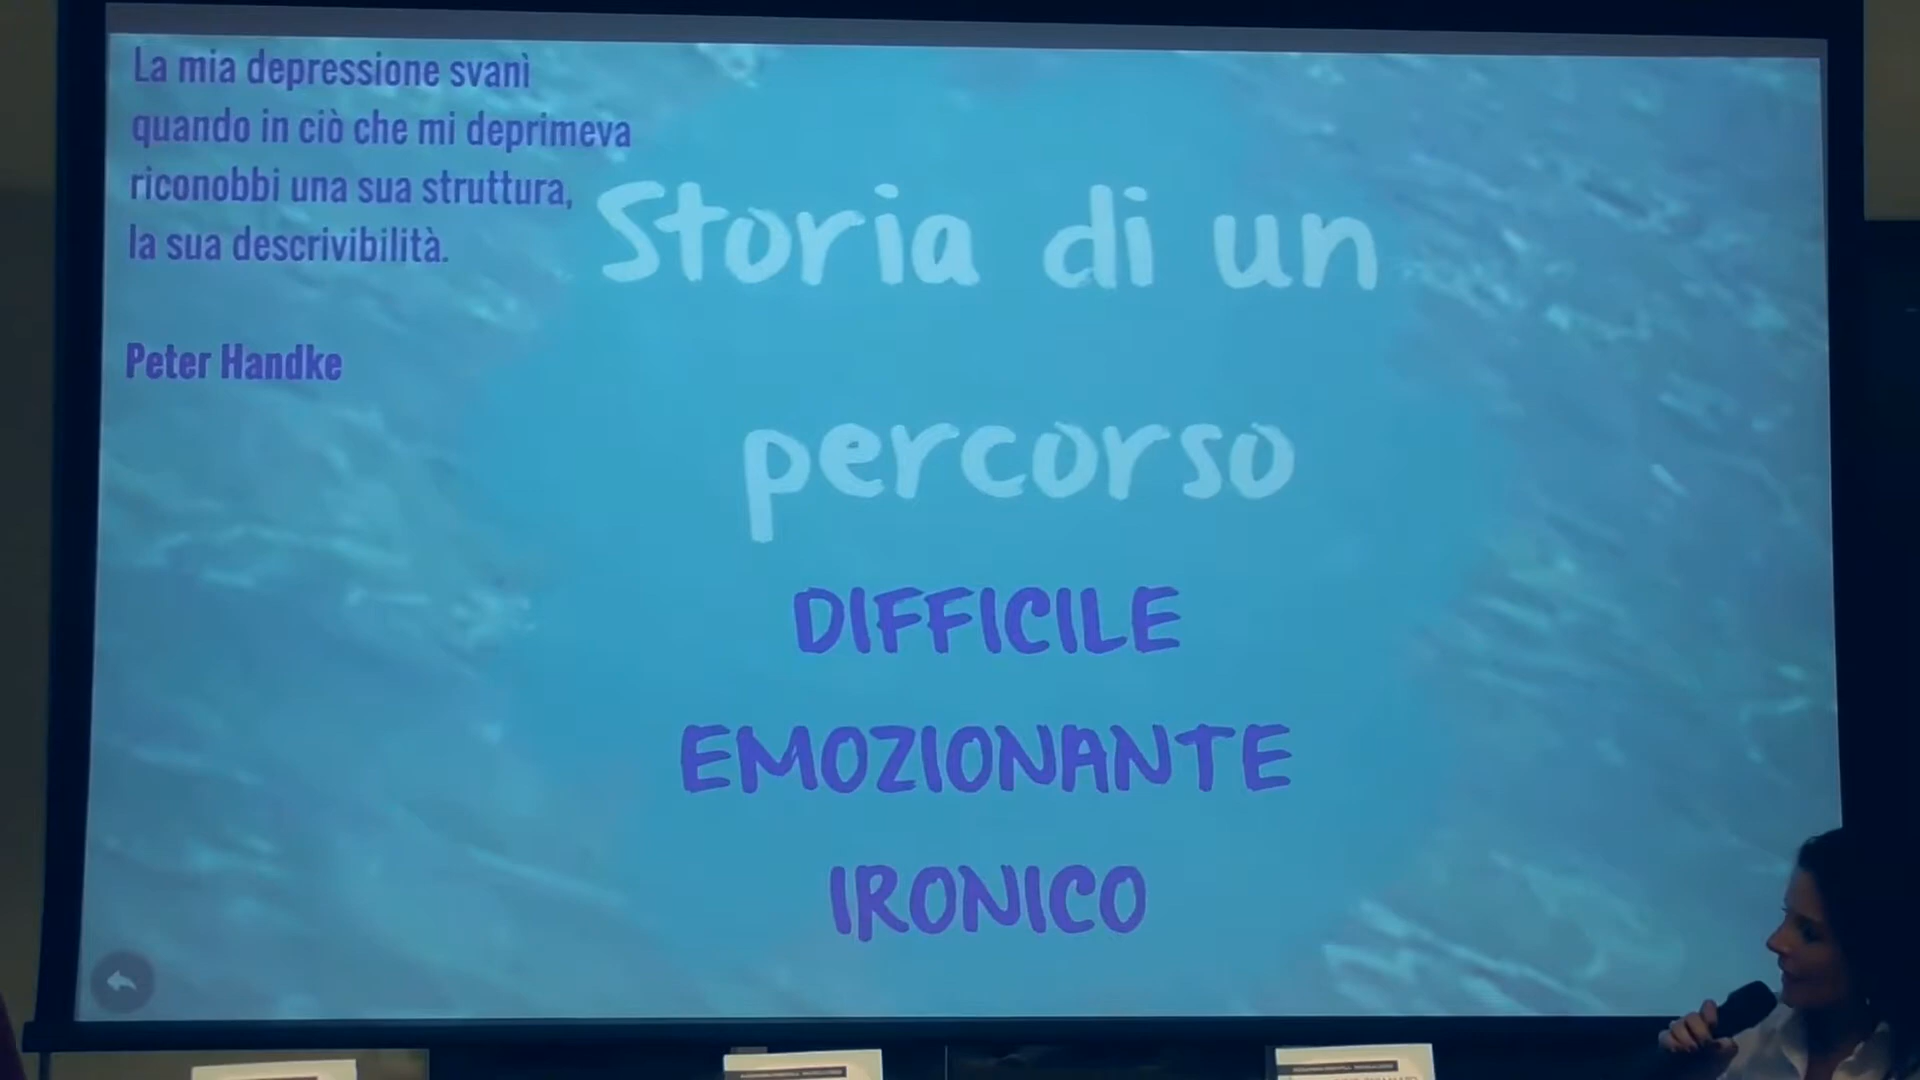 La mia depressione svanì
quando in ciò che mi deprimeva
riconobbi una sua struttura,
la sua descrivibilità.
Peter Handke
Storia di un
percorso
DIFFICILE
EMOZIONANTE
IRONICO